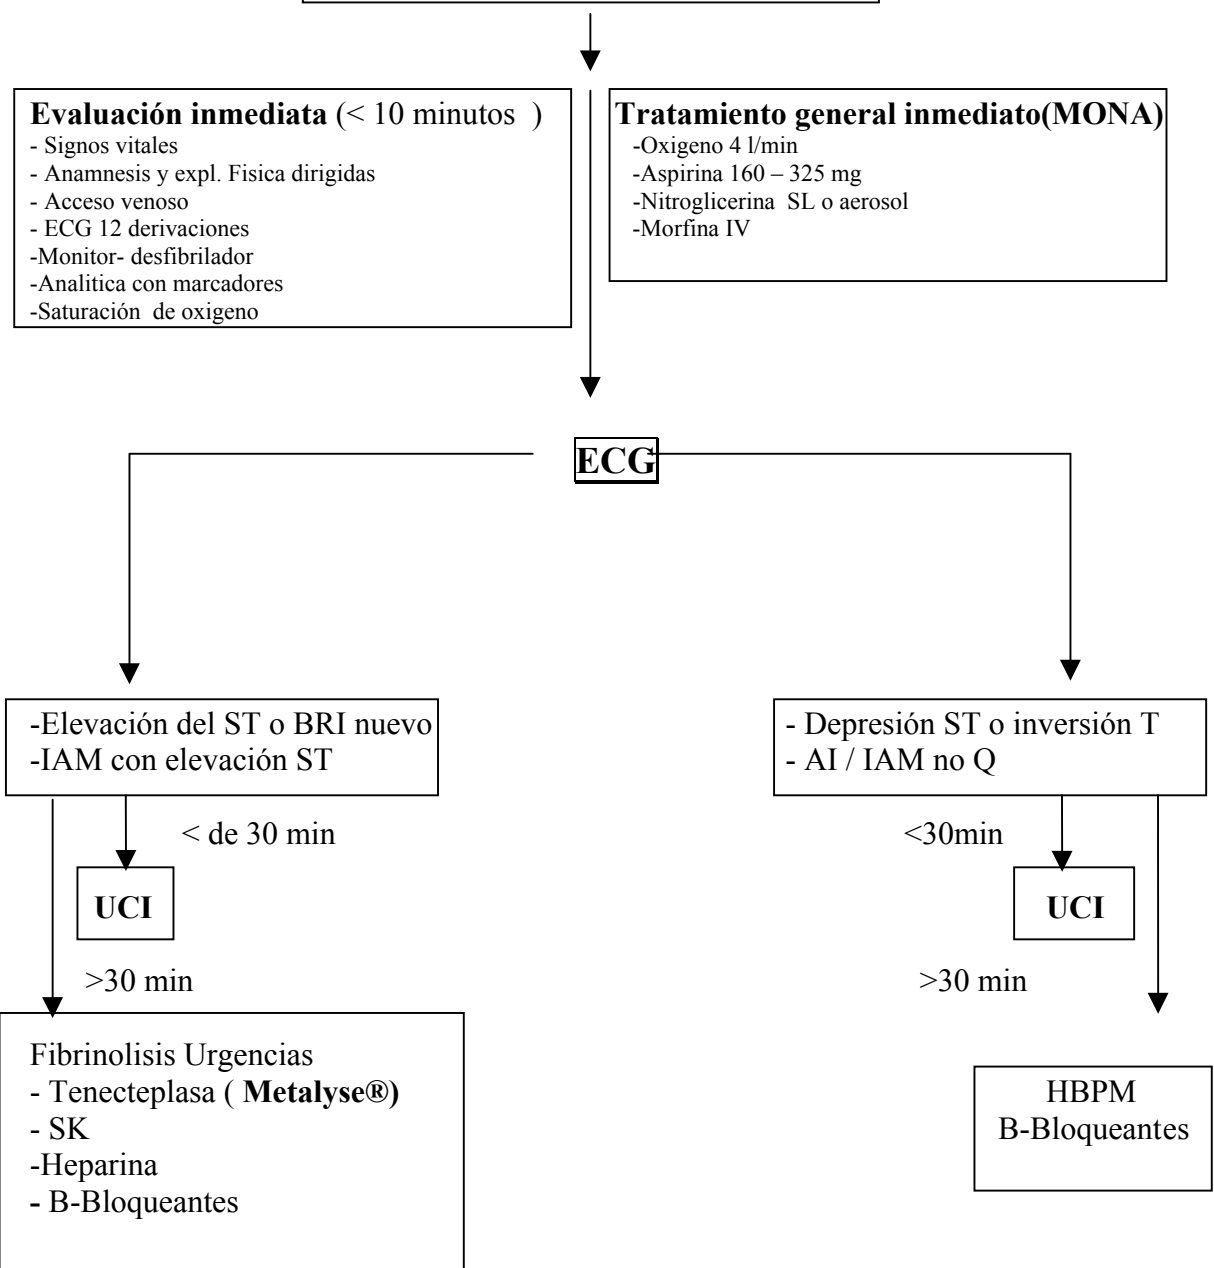 Evaluación inmediata (< 10 minutos )
- Signos vitales
- Anamnesis y expl. Fisica dirigidas
- Acceso venoso
- ECG 12 derivaciones
-Monitor- desfibrilador
-Analitica con marcadores
-Saturación de oxigeno
Tratamiento general inmediato(MONA)
-Oxigeno 4 l/min
-Aspirina 160 – 325 mg
-Nitroglicerina SL o aerosol
-Morfina IV
ECG
-Elevación del ST o BRI nuevo
-IAM con elevación ST
- Depresión ST o inversión T
- AI / IAM no Q
< de 30 min
<30min
UCI
UCI
>30 min
>30 min
Fibrinolisis Urgencias
- Tenecteplasa ( Metalyse®)
- SK
-Heparina
- B-Bloqueantes
HBPM
B-Bloqueantes